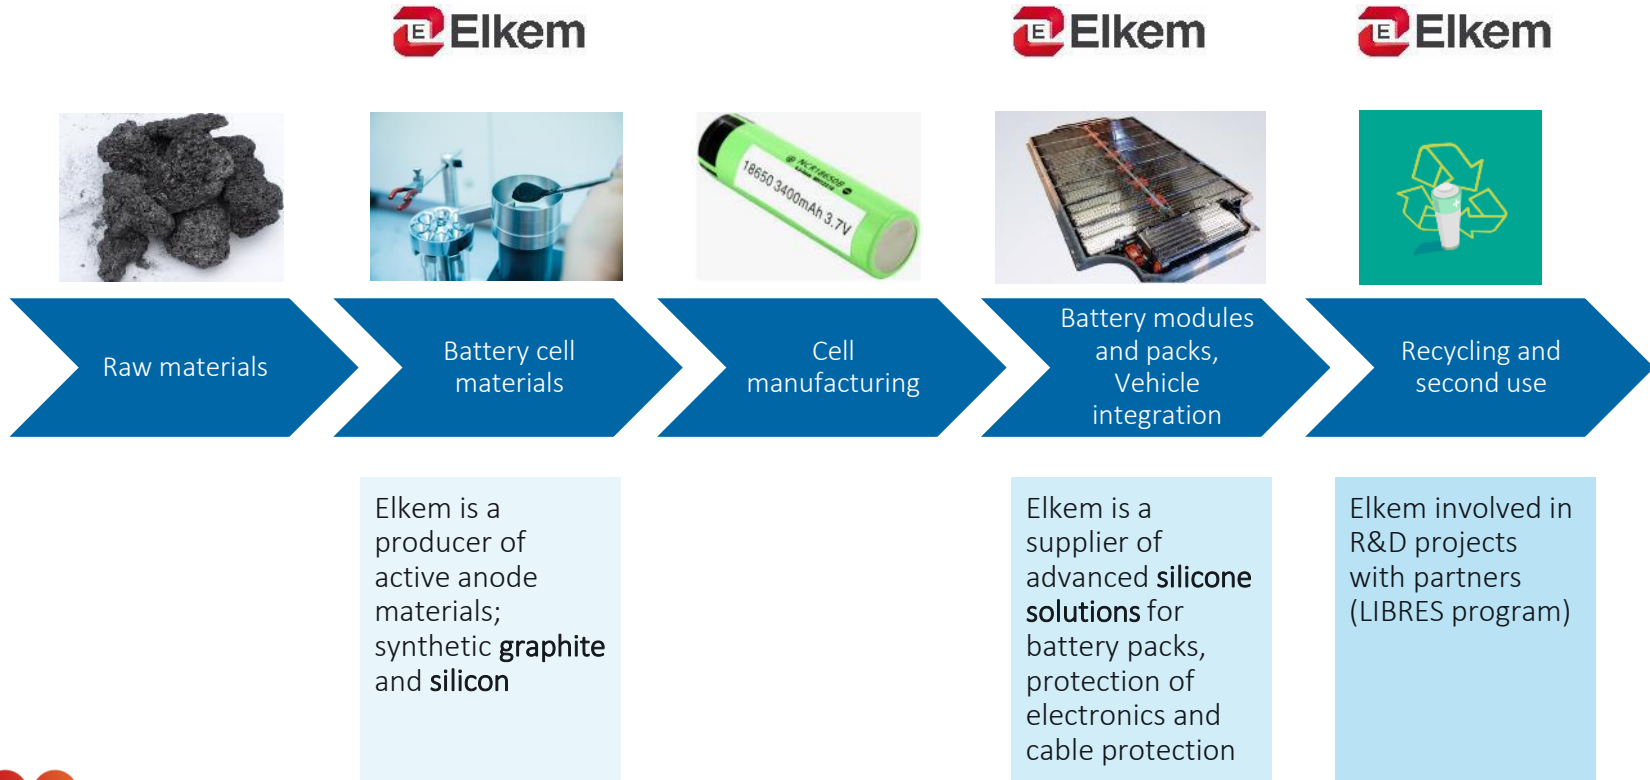 Elkem
Elkem
Elkem
NCR18650B
18650 3400mAh 3.7V
Raw materials
Battery cell
materials
Cell
manufacturing
Battery modules
and packs,
Vehicle
integration
Recycling and
second use
Elkem is a
producer of
active anode
materials;
synthetic graphite
and silicon
Elkem is a
supplier of
advanced silicone
solutions for
battery packs,
protection of
electronics and
cable protection
Elkem involved in
R&D projects
with partners
(LIBRES program)